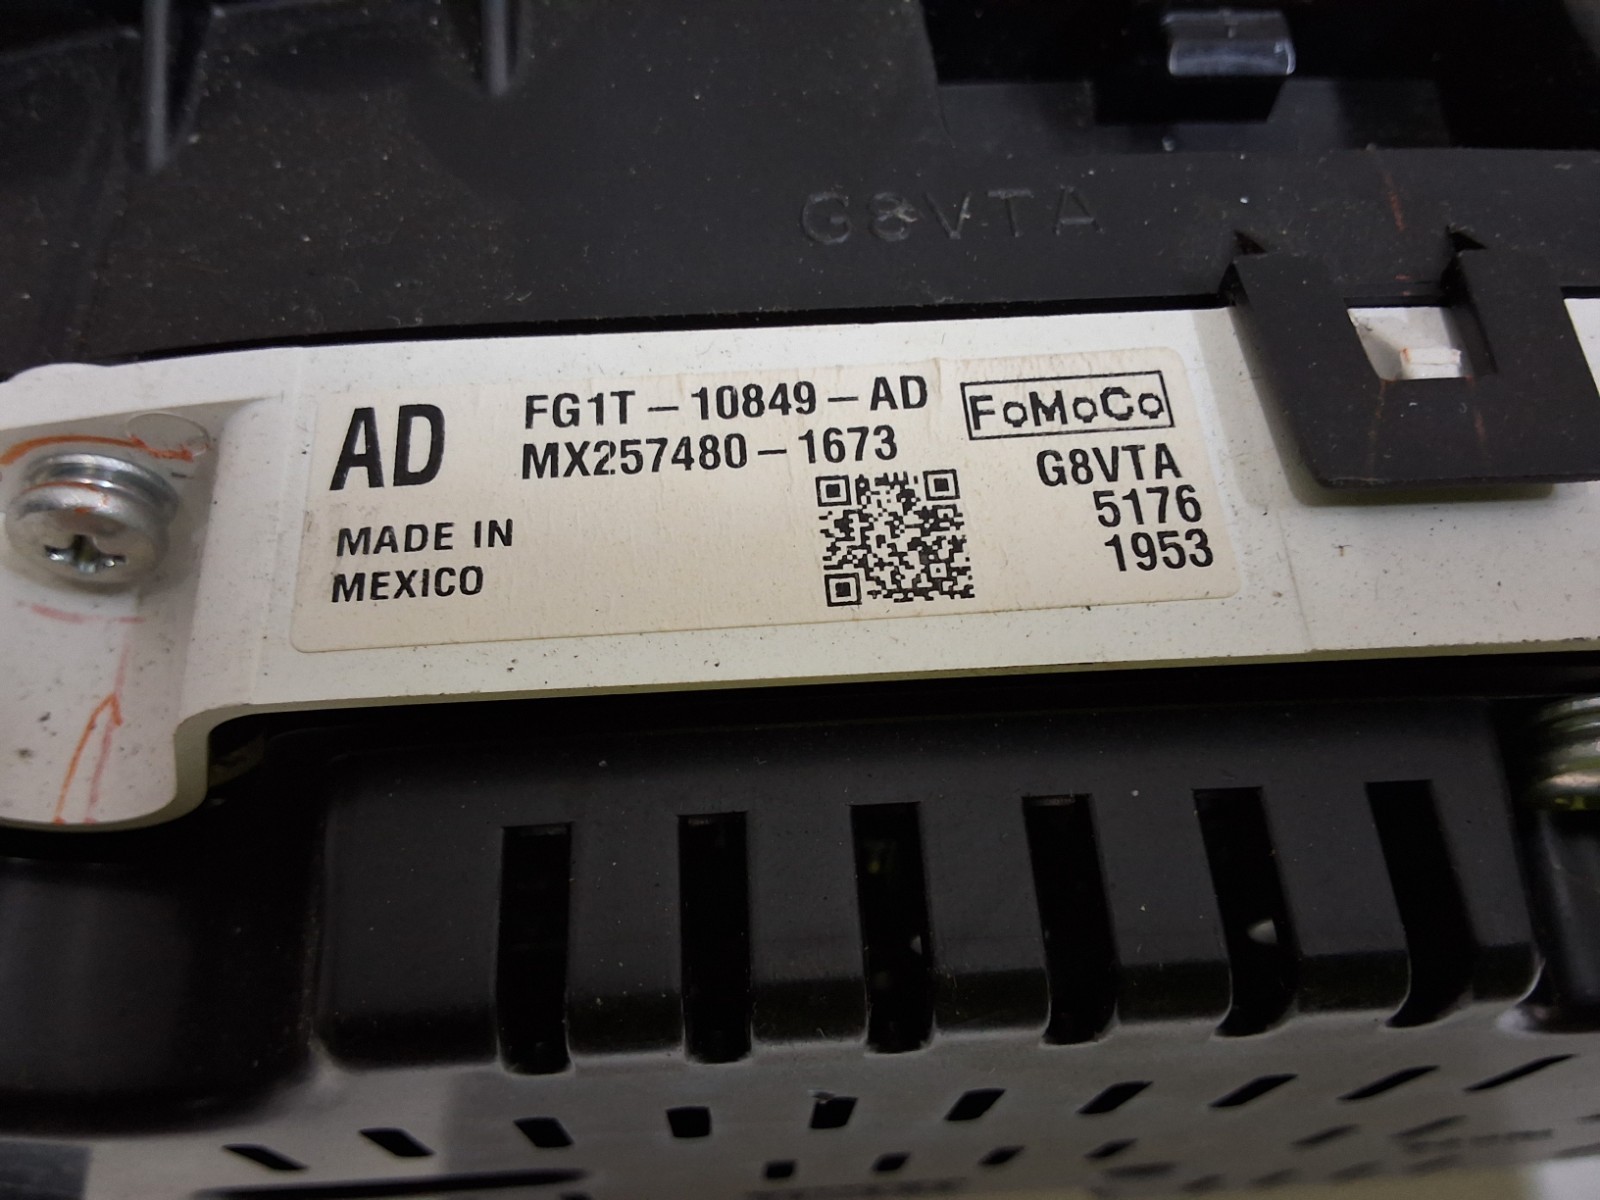 G8VTA
AD
FG1T-10849-AD
MX257480-1673
MADE IN
MEXICO
FoMoCo
G8VTA
5176
1953